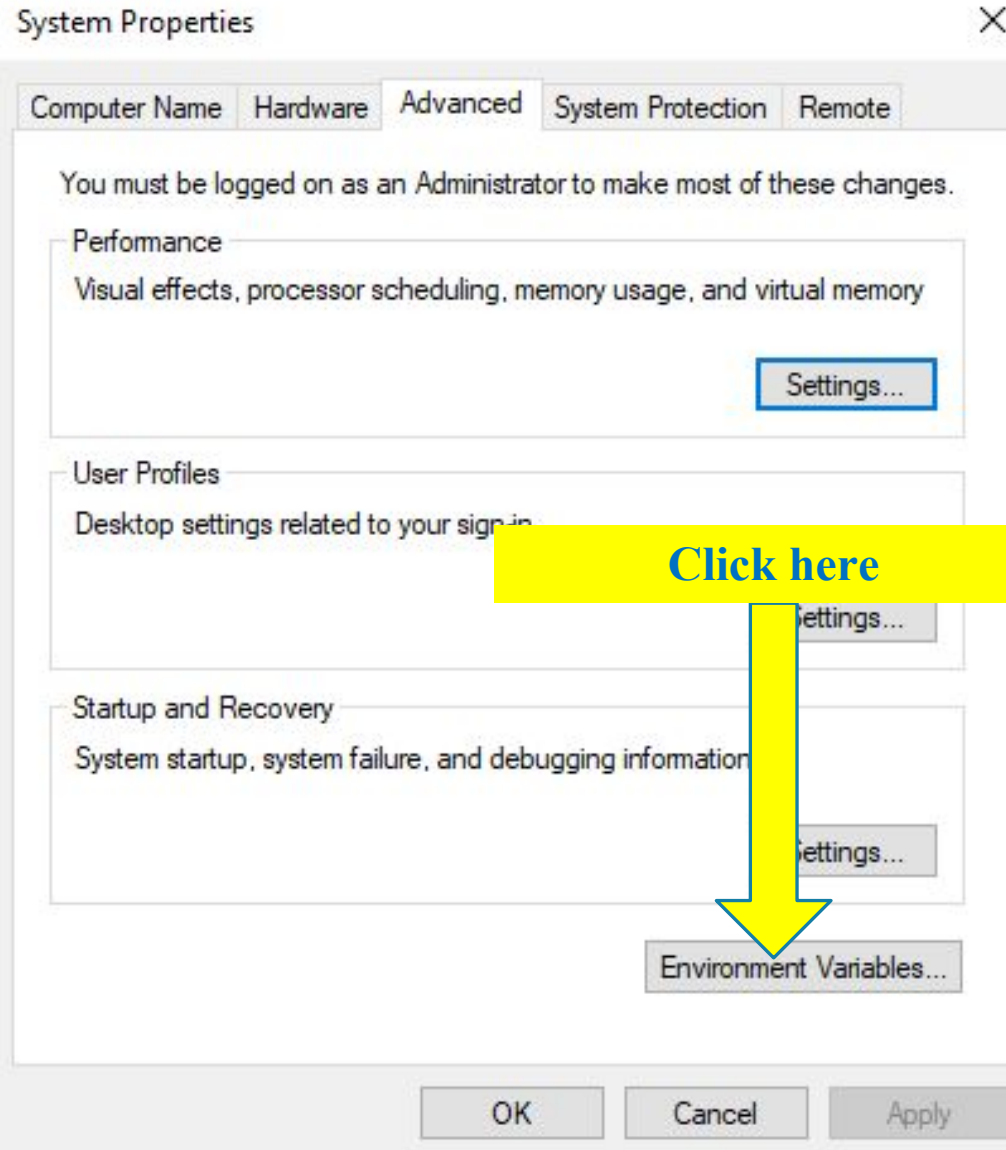 System Properties
Computer Name Hardware Advanced System Protection Remote
You must be logged on as an Administrator to make most of these changes.
Performance
Visual effects, processor scheduling, memory usage, and virtual memory
Settings...
User Profiles
Desktop settings related to your sign-in
Click here
ettings...
Startup and Recovery
System startup, system failure, and debugging information
ettings...
Environment Variables...
OK Cancel Apply